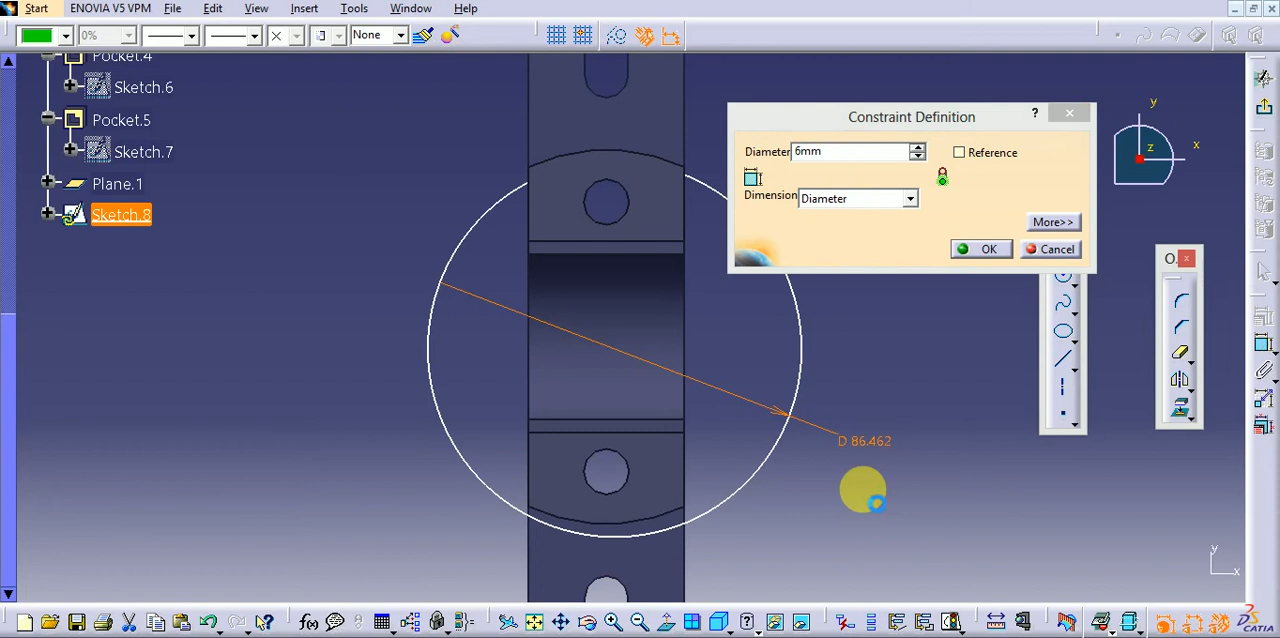 Start ENOVIA V5 VPM File Edit View Insert Tools Window Help
0% None
Pocket.4
Sketch.6
Pocket.5
Sketch.7
Plane.1
Sketch.8
Constraint Definition ? x
Diameter 6mm Reference
Dimension Diameter
More>>
OK Cancel
D 86.462
y
x
z
O.. x
y
x
f(x)
CATIA